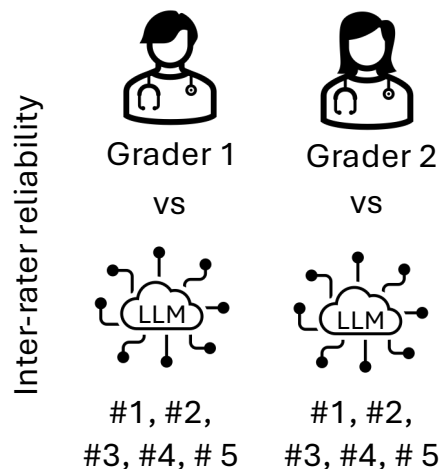 Inter-rater reliability
Grader 1
vs
LLM
#1, #2,
#3, #4, # 5
Grader 2
vs
LLM
#1, #2,
#3, #4, # 5